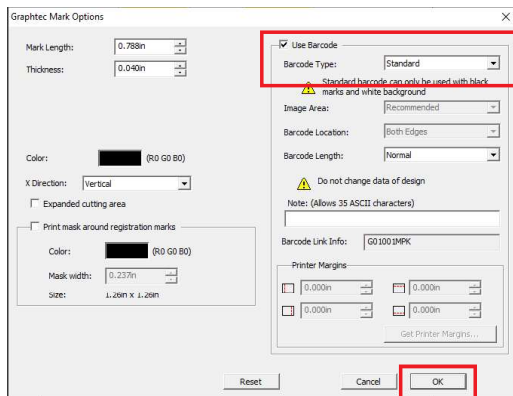 Graphtec Mark Options
Mark Length:
0.788in
Thickness:
0.040in
Color:
(R0 G0 B0)
X Direction:
Vertical
Expanded cutting area
Print mask around registration marks
Color:
(R0 G0 B0)
Mask width:
0.237in
Size:
1.26in x 1.26in
Use Barcode
Barcode Type:
Standard
Standard barcode can only be used with black
marks and white background
Image Area:
Recommended
Barcode Location:
Both Edges
Barcode Length:
Normal
Do not change data of design
Note: (Allows 35 ASCII characters)
Barcode Link Info:
G01001MPK
Printer Margins
0.000in
0.000in
0.000in
0.000in
Get Printer Margins...
Reset
Cancel
OK